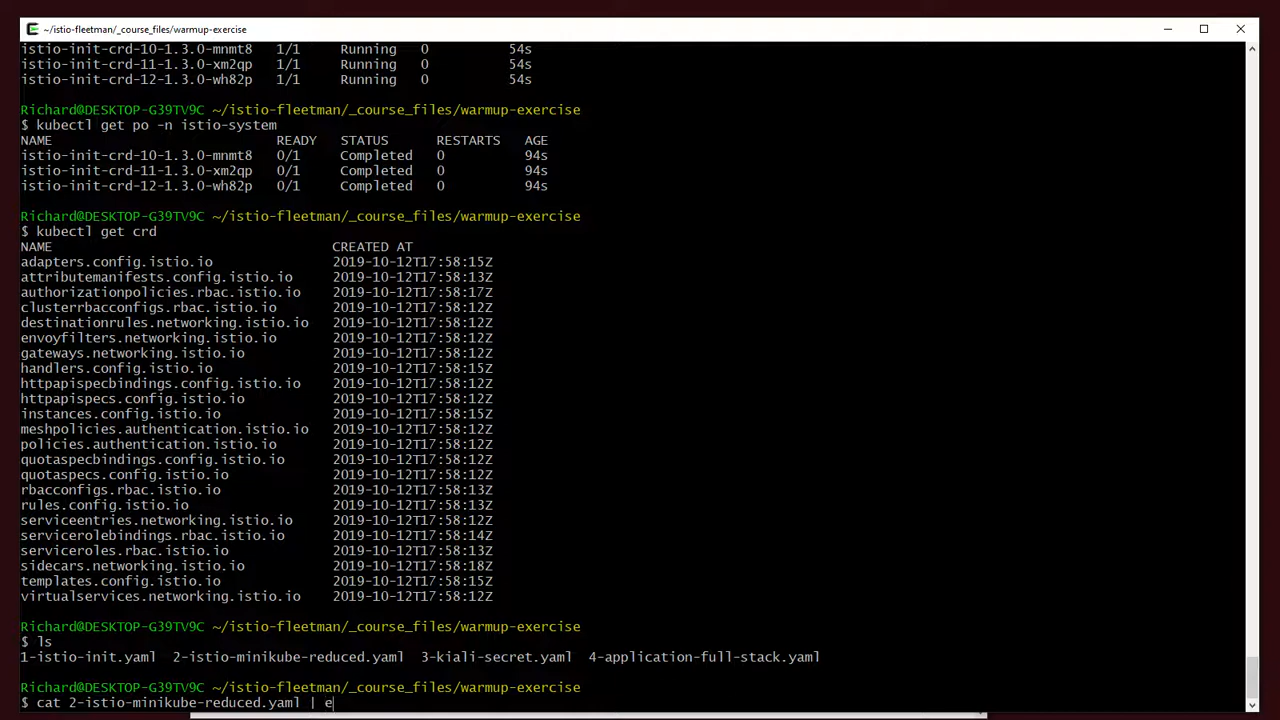 ~/istio-fleetman/_course_files/warmup-exercise
istio-init-crd-10-1.3.0-mnmt8   1/1     Running   0          54s
istio-init-crd-11-1.3.0-xm2qp   1/1     Running   0          54s
istio-init-crd-12-1.3.0-wh82p   1/1     Running   0          54s
Richard@DESKTOP-G39TV9C ~/istio-fleetman/_course_files/warmup-exercise
$ kubectl get po -n istio-system
NAME                            READY   STATUS      RESTARTS   AGE
istio-init-crd-10-1.3.0-mnmt8   0/1     Completed   0          94s
istio-init-crd-11-1.3.0-xm2qp   0/1     Completed   0          94s
istio-init-crd-12-1.3.0-wh82p   0/1     Completed   0          94s
Richard@DESKTOP-G39TV9C ~/istio-fleetman/_course_files/warmup-exercise
$ kubectl get crd
NAME                                   CREATED AT
adapters.config.istio.io               2019-10-12T17:58:15Z
attributemanifests.config.istio.io     2019-10-12T17:58:13Z
authorizationpolicies.rbac.istio.io    2019-10-12T17:58:17Z
clusterrbacconfigs.rbac.istio.io       2019-10-12T17:58:12Z
destinationrules.networking.istio.io   2019-10-12T17:58:12Z
envoyfilters.networking.istio.io       2019-10-12T17:58:12Z
gateways.networking.istio.io           2019-10-12T17:58:12Z
handlers.config.istio.io               2019-10-12T17:58:15Z
httpapispecbindings.config.istio.io    2019-10-12T17:58:12Z
httpapispecs.config.istio.io           2019-10-12T17:58:12Z
instances.config.istio.io              2019-10-12T17:58:15Z
meshpolicies.authentication.istio.io   2019-10-12T17:58:12Z
policies.authentication.istio.io       2019-10-12T17:58:12Z
quotaspecbindings.config.istio.io      2019-10-12T17:58:12Z
quotaspecs.config.istio.io             2019-10-12T17:58:12Z
rbacconfigs.rbac.istio.io              2019-10-12T17:58:13Z
rules.config.istio.io                  2019-10-12T17:58:13Z
serviceentries.networking.istio.io     2019-10-12T17:58:12Z
servicerolebindings.rbac.istio.io      2019-10-12T17:58:14Z
serviceroles.rbac.istio.io             2019-10-12T17:58:13Z
sidecars.networking.istio.io           2019-10-12T17:58:18Z
templates.config.istio.io              2019-10-12T17:58:15Z
virtualservices.networking.istio.io    2019-10-12T17:58:12Z
Richard@DESKTOP-G39TV9C ~/istio-fleetman/_course_files/warmup-exercise
$ ls
1-istio-init.yaml  2-istio-minikube-reduced.yaml  3-kiali-secret.yaml  4-application-full-stack.yaml
Richard@DESKTOP-G39TV9C ~/istio-fleetman/_course_files/warmup-exercise
$ cat 2-istio-minikube-reduced.yaml | e